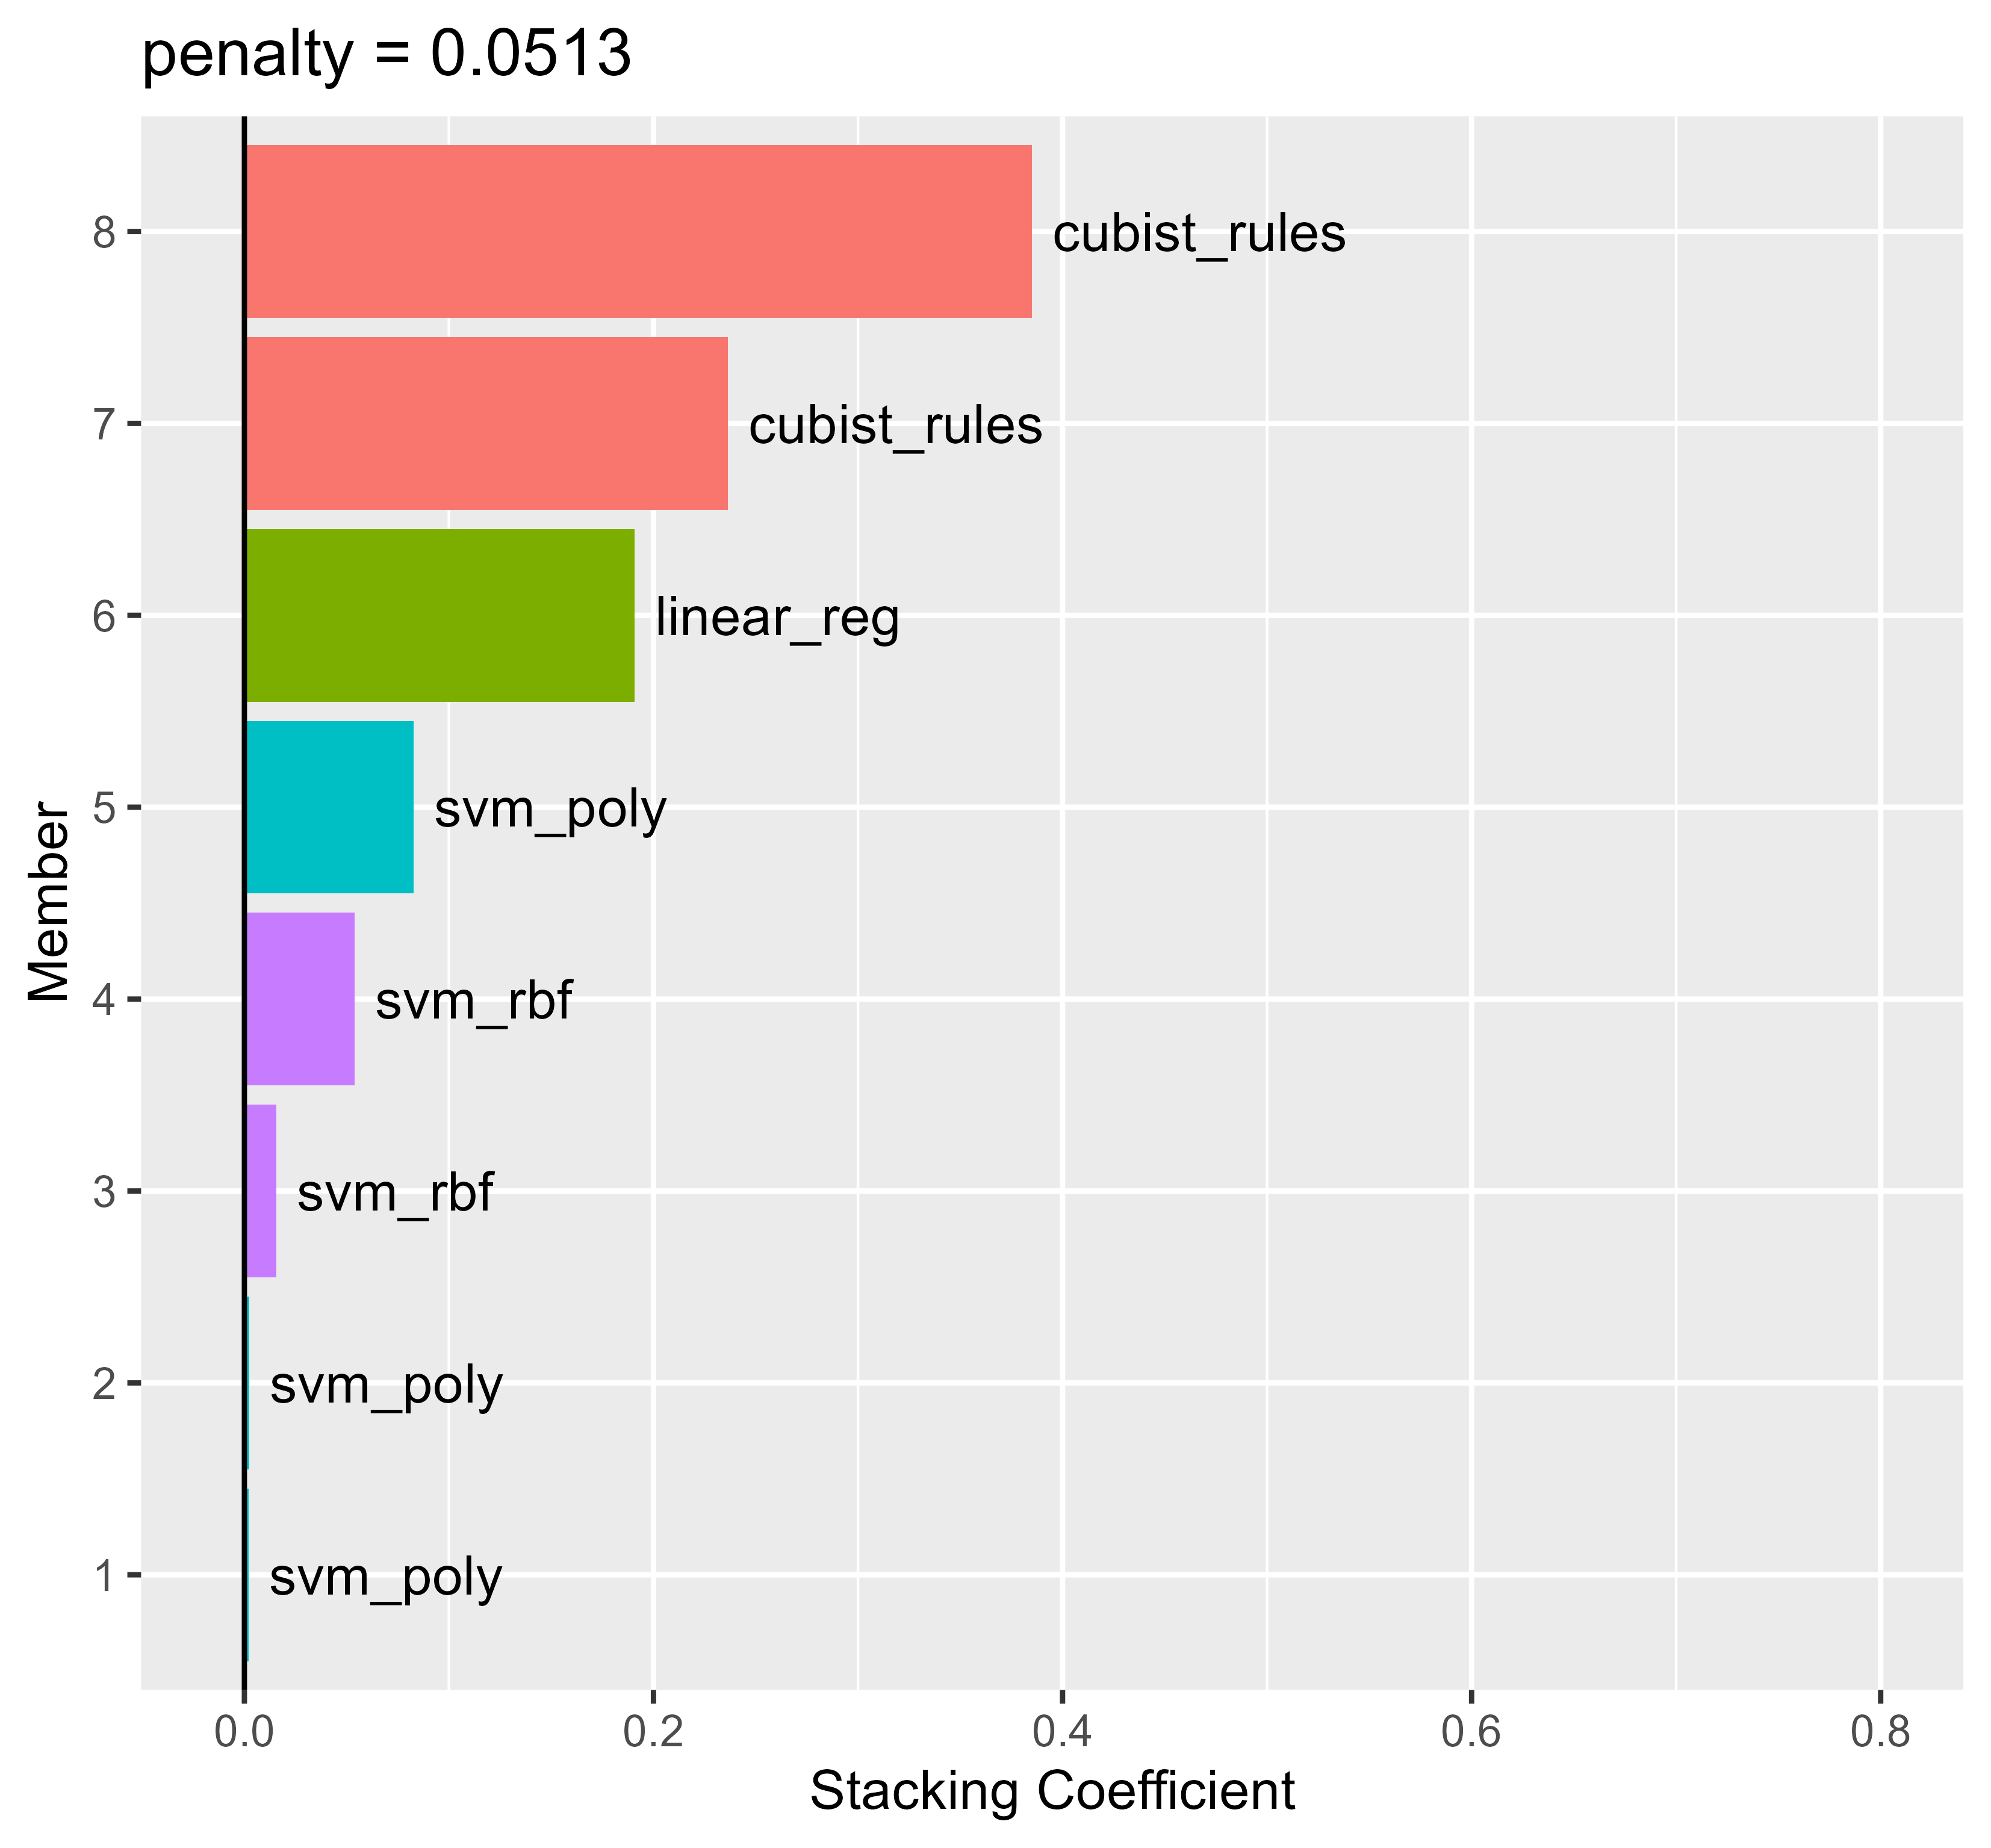 penalty = 0.0513
8
cubist_rules
7
cubist_rules
6
linear_reg
5
svm_poly
4
svm_rbf
3
svm_rbf
2
svm_poly
1
svm_poly
Member
0.0 0.2 0.4 0.6 0.8
Stacking Coefficient